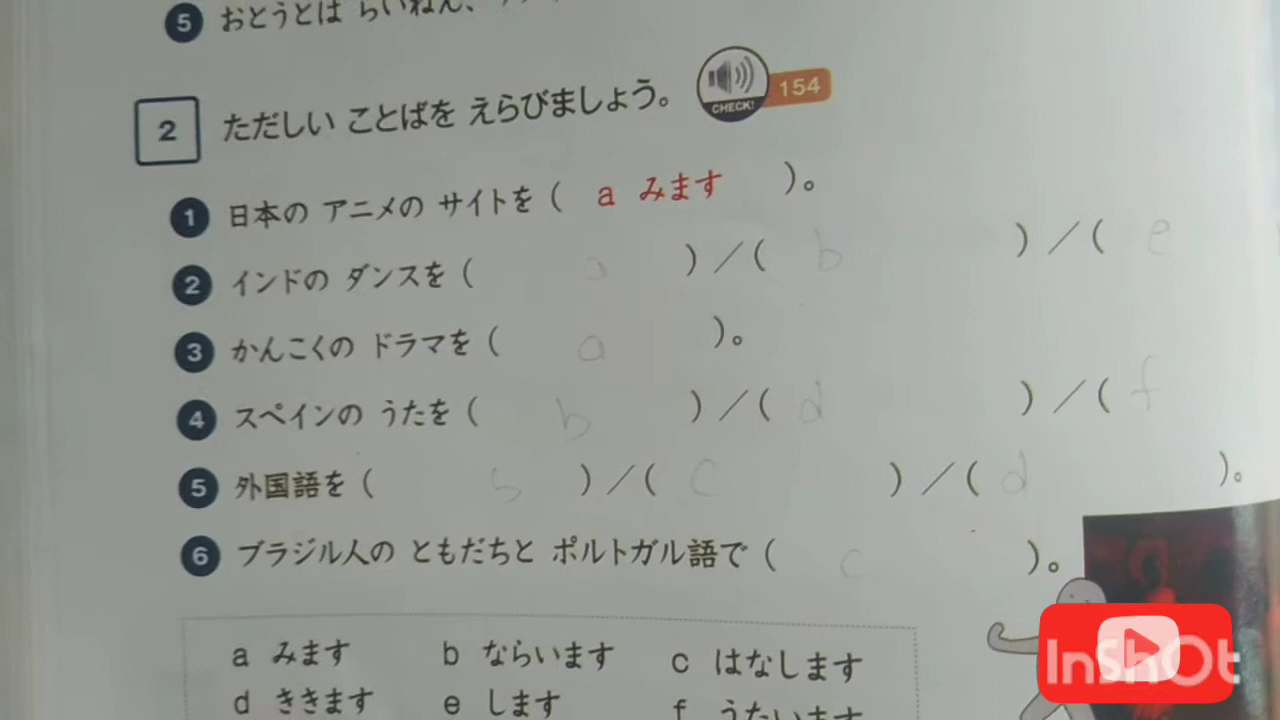 5 おとうとは らいねん、
2 ただしい ことばを えらびましょう。 CHECK! 154
1 日本の アニメの サイトを( a みます )。
2 インドの ダンスを( a )/( b )/( e
3 かんこくの ドラマを( a )。
4 スペインの うたを( b )/( d )/( f
5 外国語を( b )/( c )/( d )。
6 ブラジル人の ともだちと ポルトガル語で( c )。
a みます b ならいます c はなします
d ききます e します f うたいます
InShOt